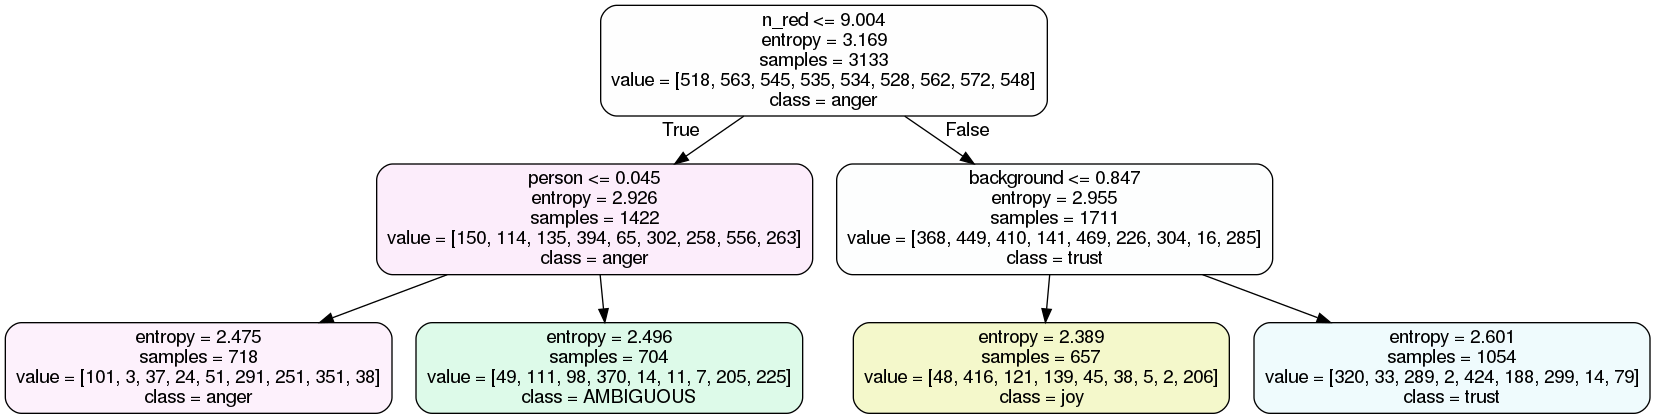 n_red <= 9.004
entropy = 3.169
samples = 3133
value = [518, 563, 545, 535, 534, 528, 562, 572, 548]
class = anger
True
False
person <= 0.045
entropy = 2.926
samples = 1422
value = [150, 114, 135, 394, 65, 302, 258, 556, 263]
class = anger
background <= 0.847
entropy = 2.955
samples = 1711
value = [368, 449, 410, 141, 469, 226, 304, 16, 285]
class = trust
entropy = 2.475
samples = 718
value = [101, 3, 37, 24, 51, 291, 251, 351, 38]
class = anger
entropy = 2.496
samples = 704
value = [49, 111, 98, 370, 14, 11, 7, 205, 225]
class = AMBIGUOUS
entropy = 2.389
samples = 657
value = [48, 416, 121, 139, 45, 38, 5, 2, 206]
class = joy
entropy = 2.601
samples = 1054
value = [320, 33, 289, 2, 424, 188, 299, 14, 79]
class = trust